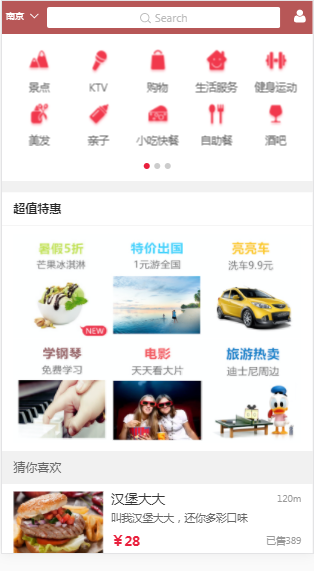 南京
Search
景点 KTV 购物 生活服务 健身运动
美发 亲子 小吃快餐 自助餐 酒吧
超值特惠
暑假5折 特价出国 亮亮车
芒果冰淇淋 1元游全国 洗车9.9元
NEW
学钢琴 电影 旅游热卖
免费学习 天天看大片 迪士尼周边
猜你喜欢
汉堡大大 120m
叫我汉堡大大，还你多彩口味
￥28 已售389